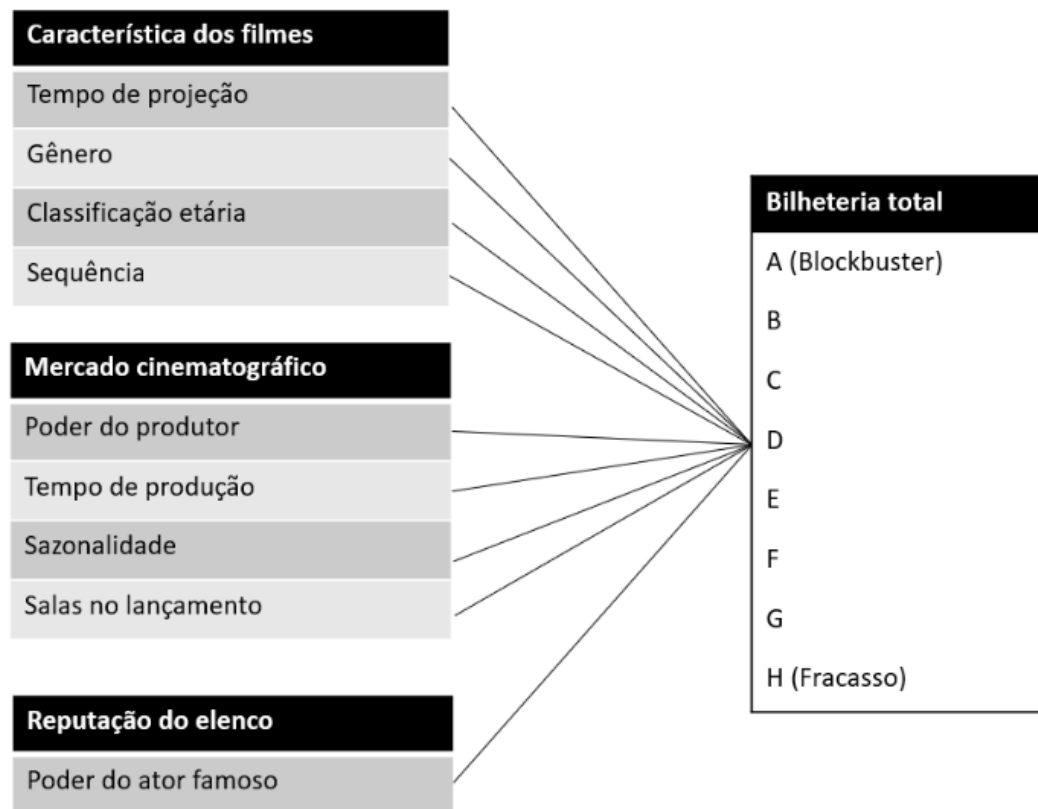 Característica dos filmes
Tempo de projeção
Gênero
Classificação etária
Sequência
Mercado cinematográfico
Poder do produtor
Tempo de produção
Sazonalidade
Salas no lançamento
Reputação do elenco
Poder do ator famoso
Bilheteria total
A (Blockbuster)
B
C
D
E
F
G
H (Fracasso)